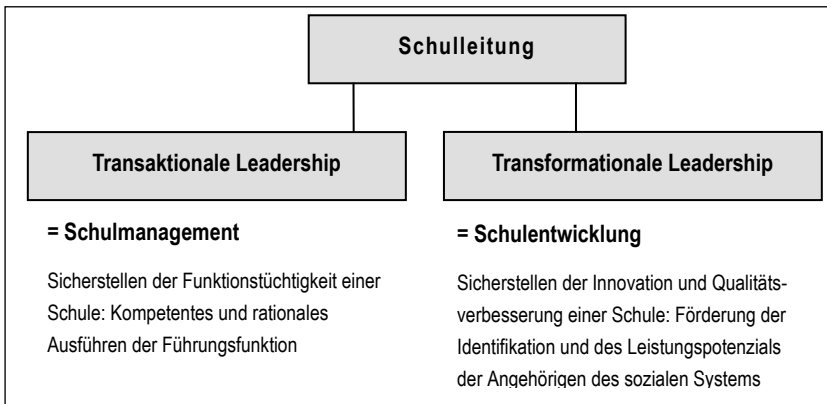 Schulleitung
Transaktionale Leadership
= Schulmanagement
Sicherstellen der Funktionstüchtigkeit einer
Schule: Kompetentes und rationales
Ausführen der Führungsfunktion
Transformationale Leadership
= Schulentwicklung
Sicherstellen der Innovation und Qualitäts-
verbesserung einer Schule: Förderung der
Identifikation und des Leistungspotenzials
der Angehörigen des sozialen Systems